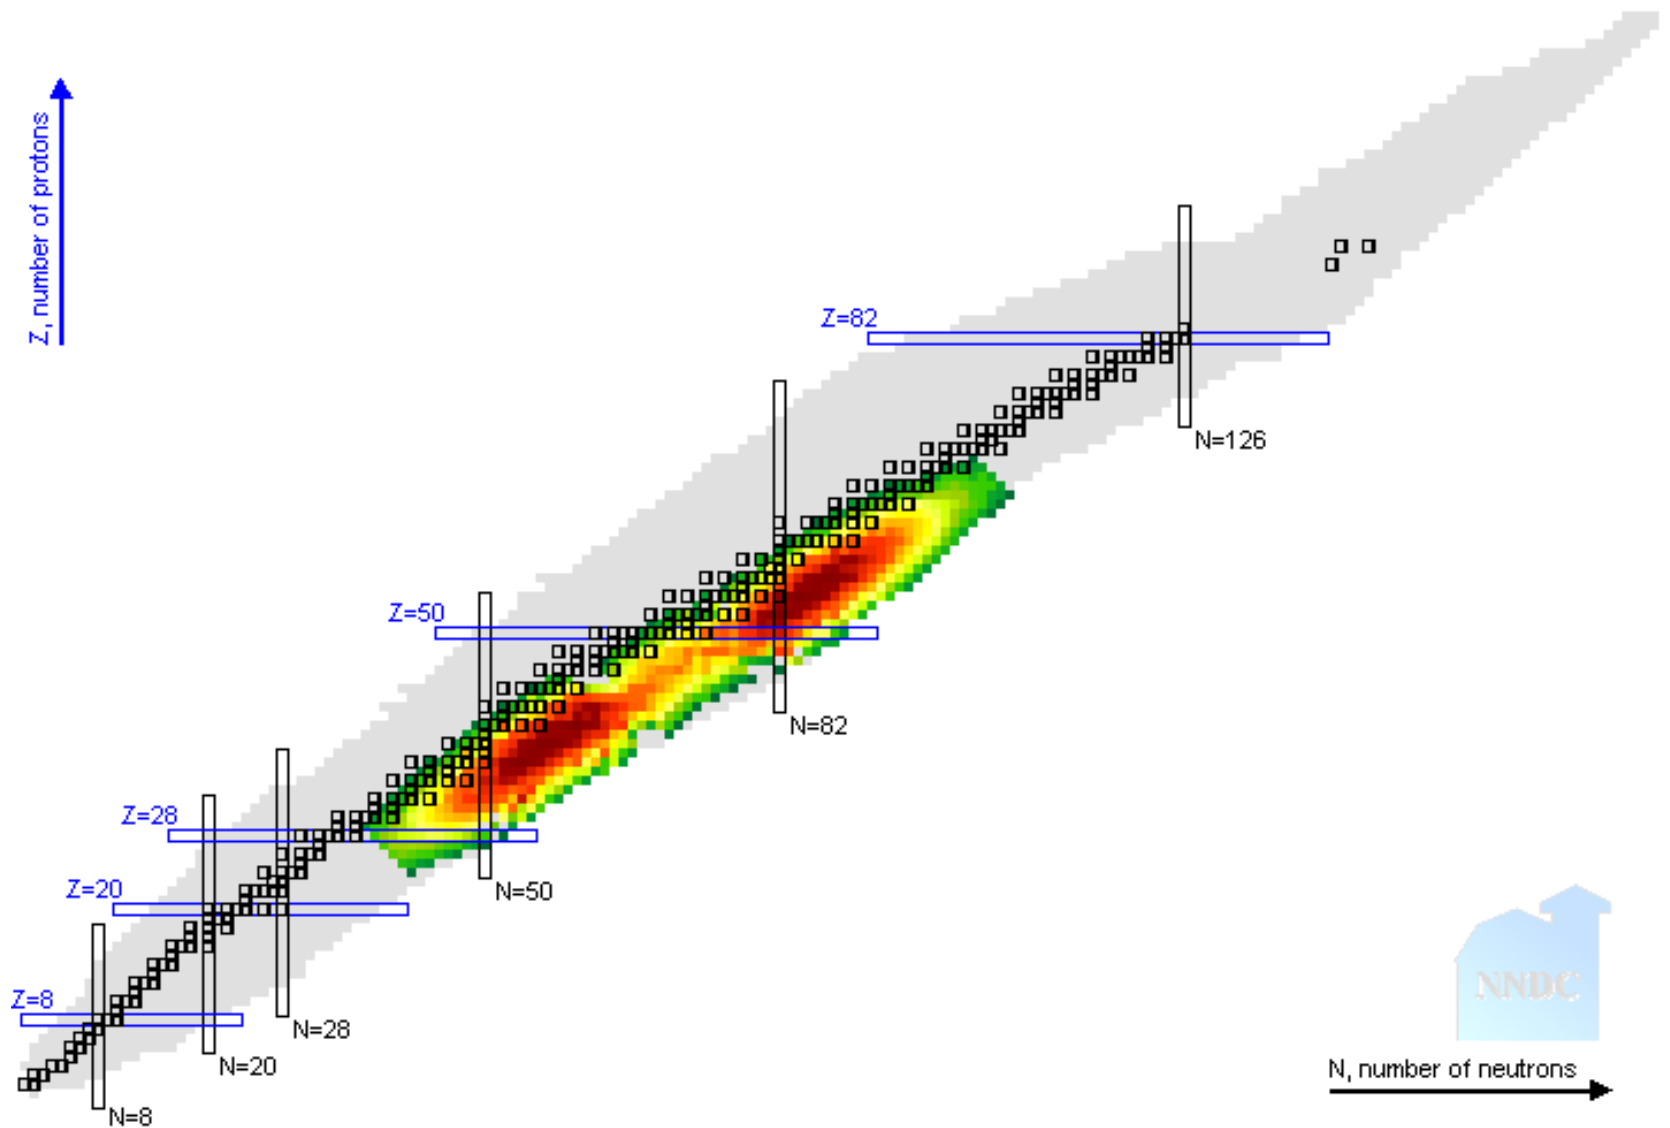 Z, number of protons
Z=82
N=126
Z=50
N=82
Z=28
N=50
Z=20
Z=8
N=28
N=20
N=8
NNDC
N, number of neutrons